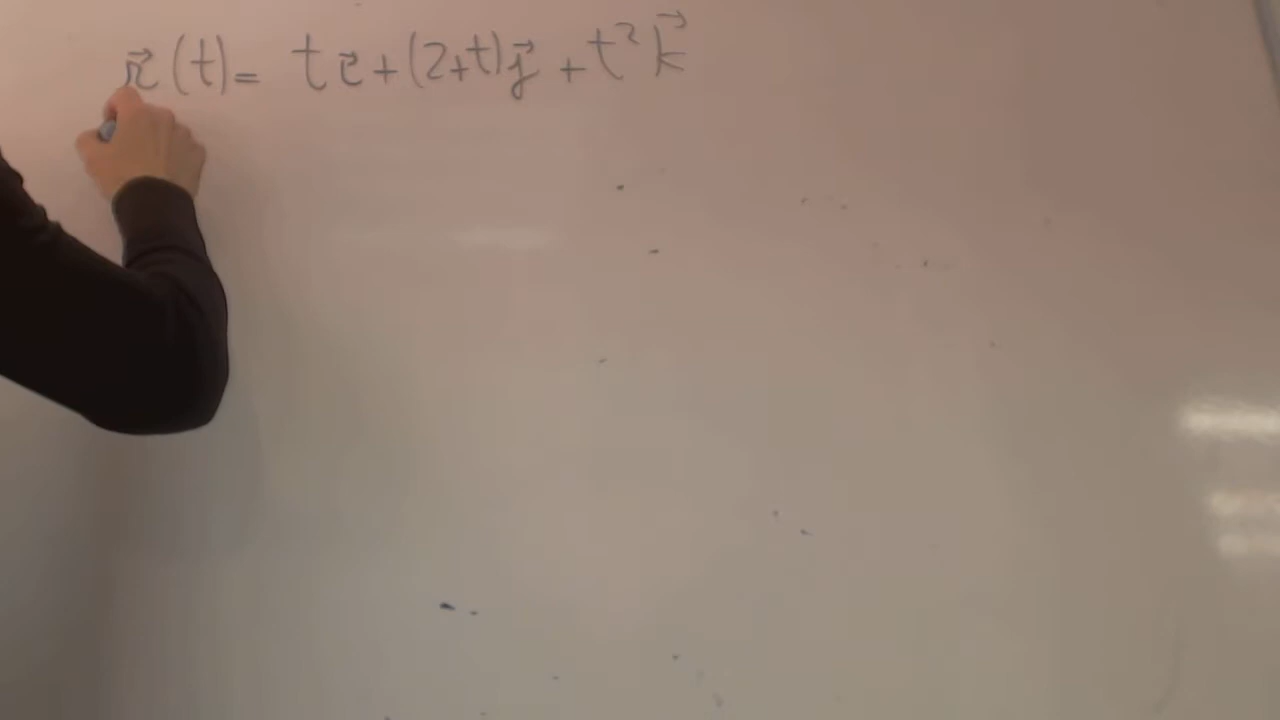 r⃗(t) = t i⃗ + (2+t) j⃗ + t² k⃗